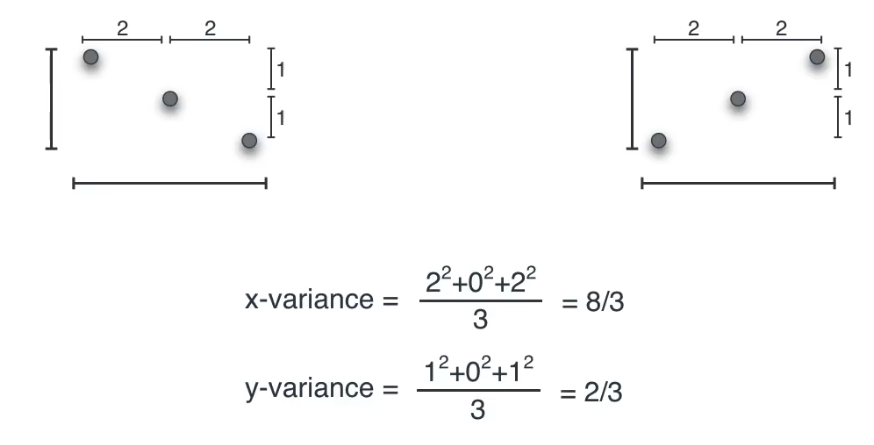 2 2 2 2
1 1
1 1
x-variance = 2²+0²+2² / 3 = 8/3
y-variance = 1²+0²+1² / 3 = 2/3